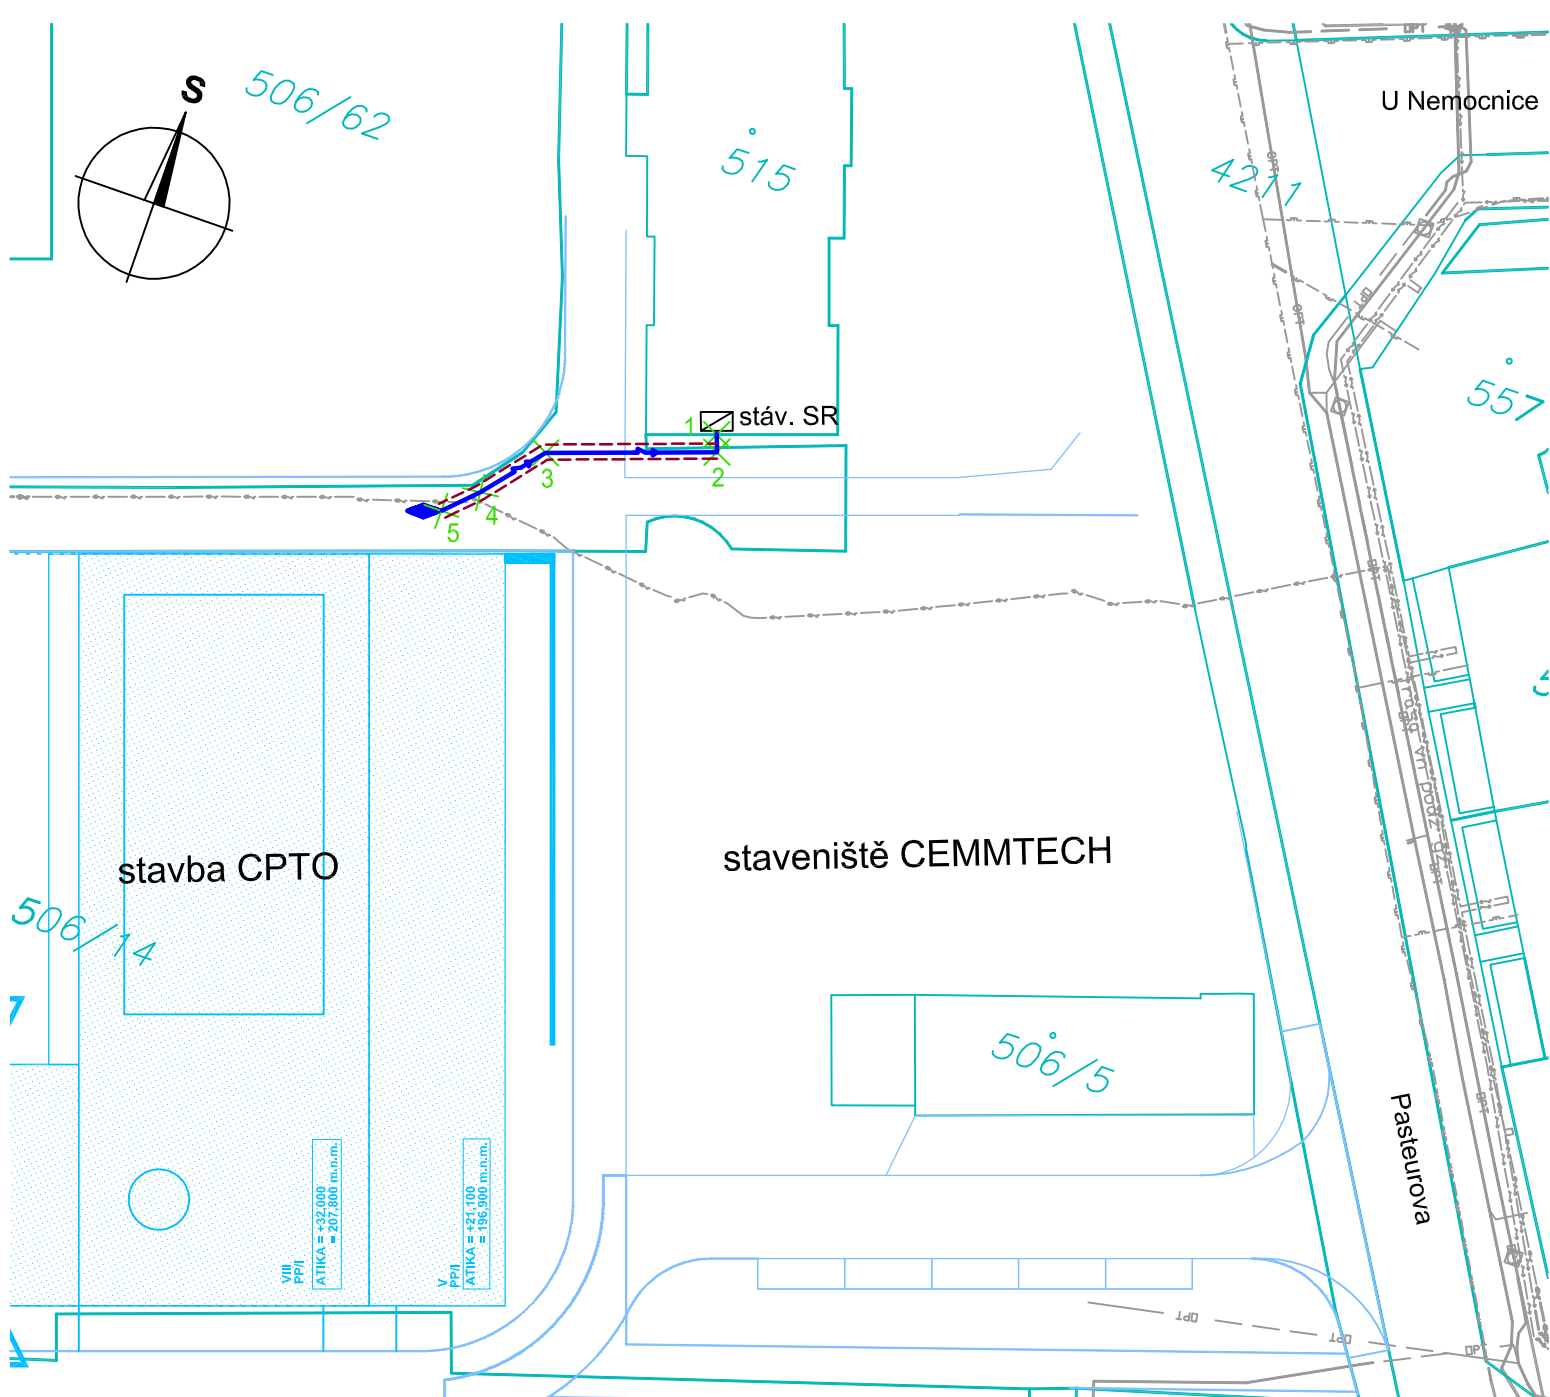 S
506/62
515
U Nemocnice
4211
557
1
stáv. SR
2
3
4
5
stavba CPTO
staveniště CEMMTECH
506/14
506/5
Pasteurova
VIII
PP/I
ATIKA = +32,000
= 207,800 m.n.m.
V
PP/I
ATIKA = +21,100
= 196,900 m.n.m.